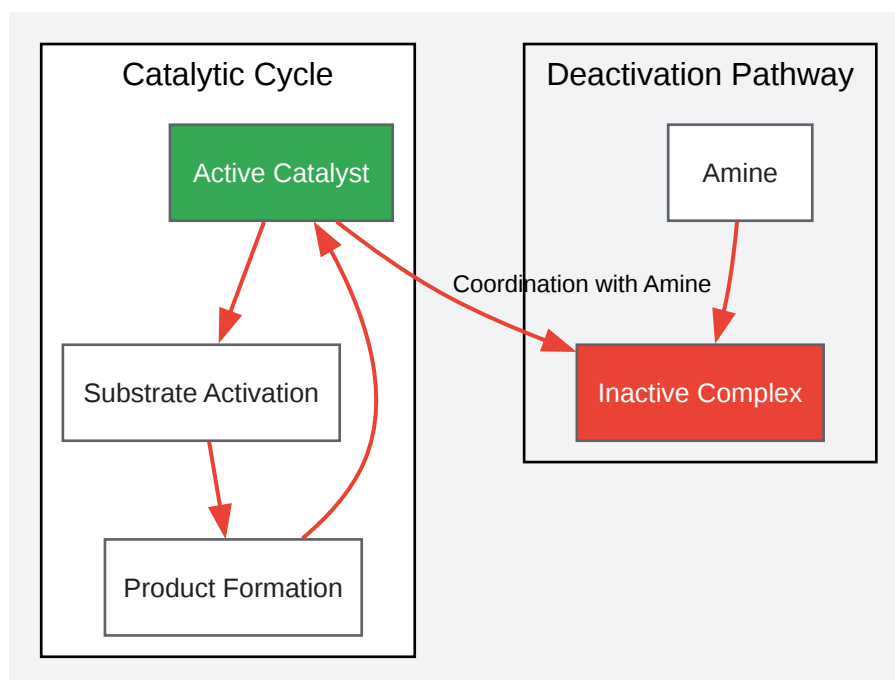 Catalytic Cycle
Active Catalyst
Substrate Activation
Product Formation
Coordination with Amine
Deactivation Pathway
Amine
Inactive Complex